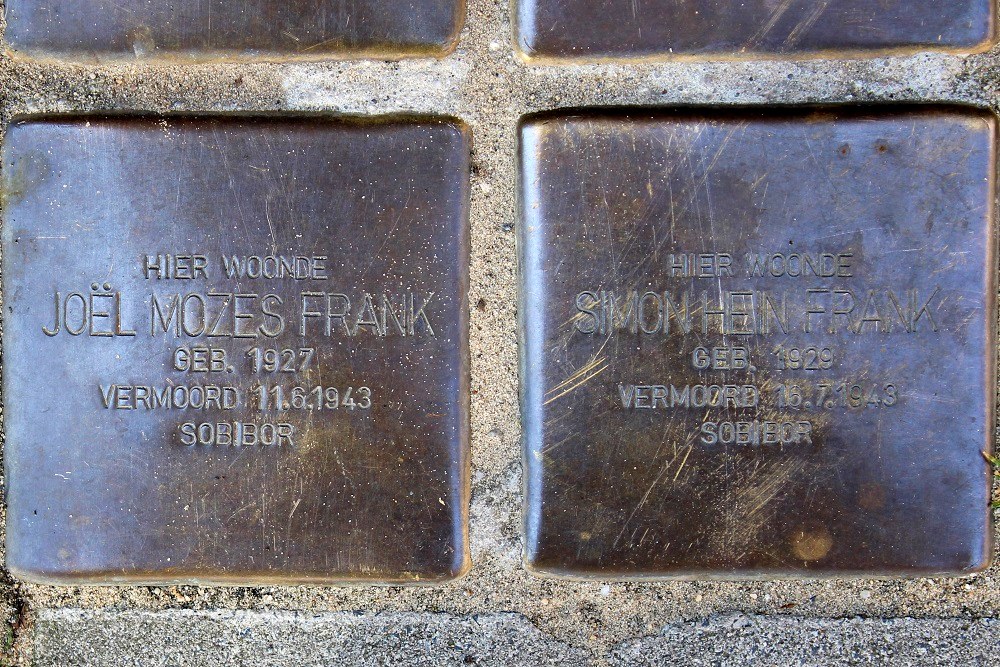 HIER WOONDE
JOËL MOZES FRANK
GEB. 1927
VERMOORD 11.6.1943
SOBIBOR
HIER WOONDE
SIMON HEIN FRANK
GEB. 1929
VERMOORD 16.7.1943
SOBIBOR